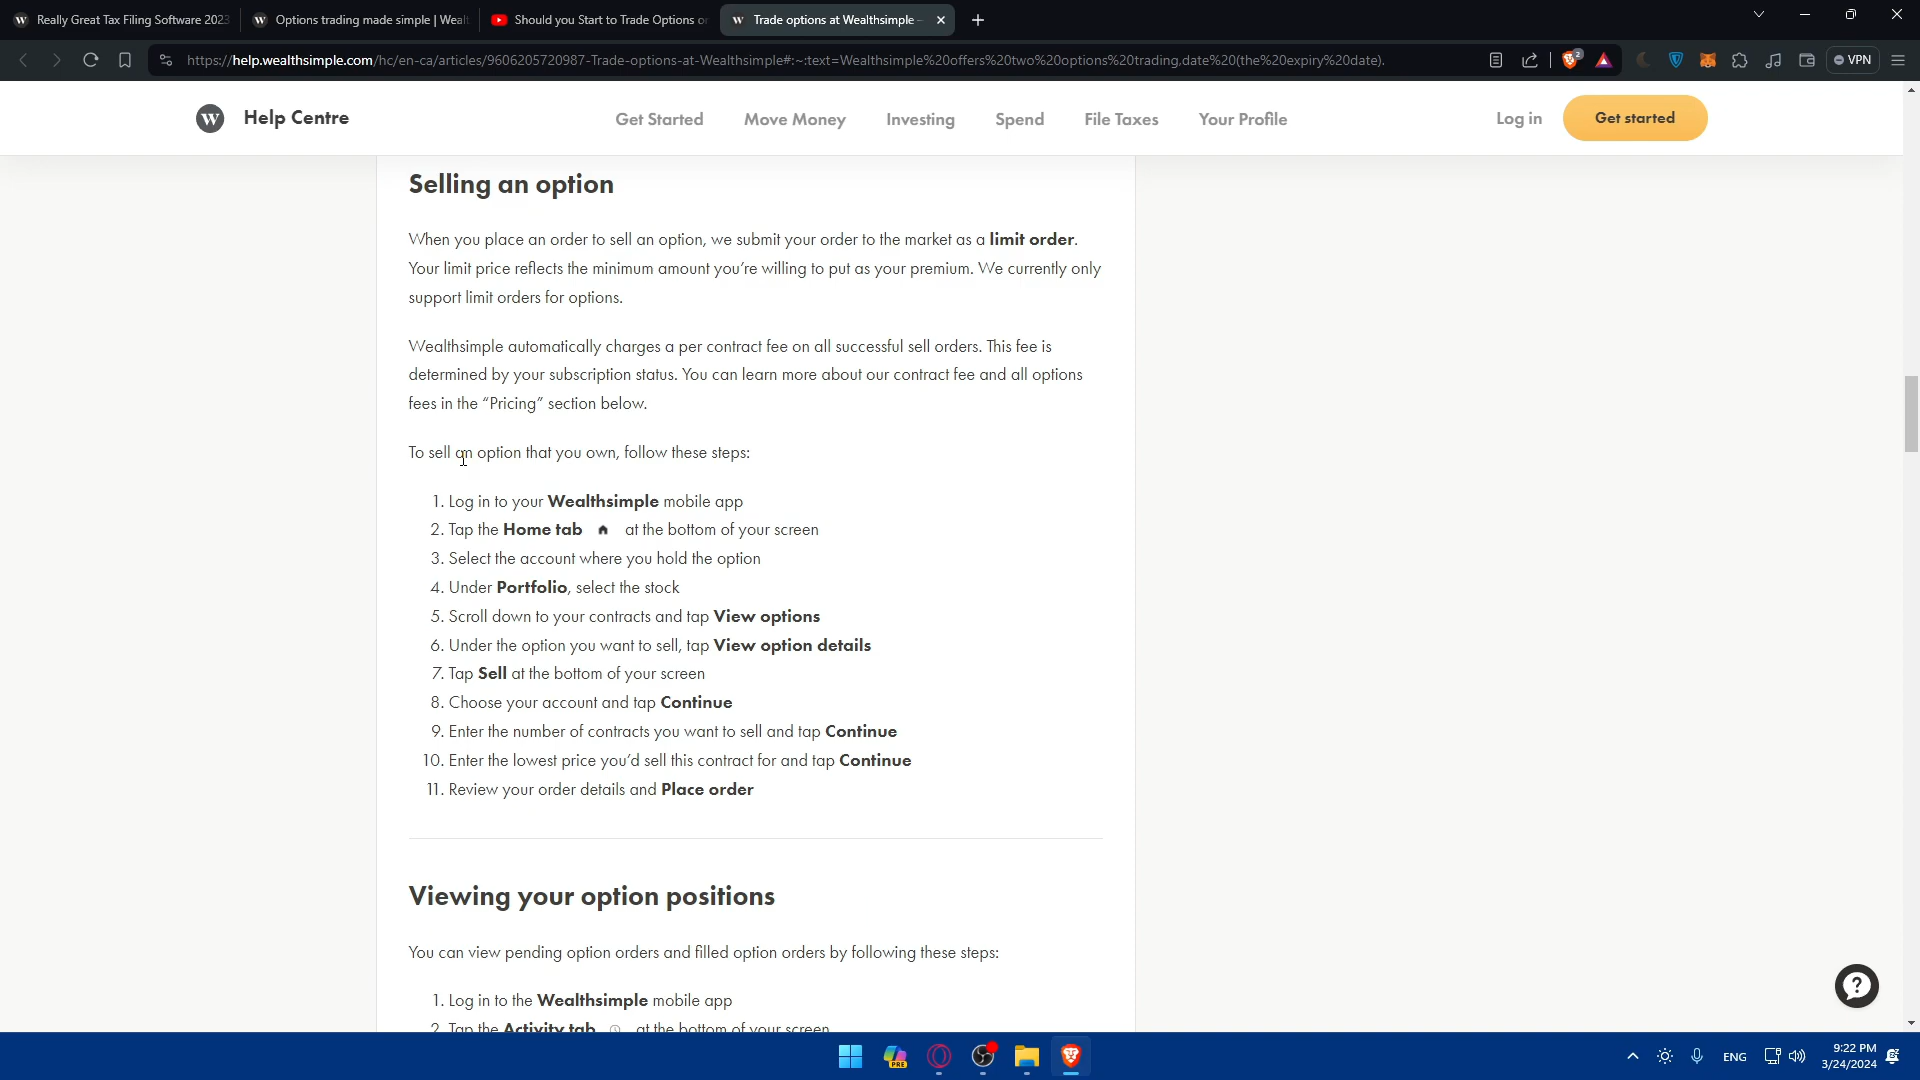 Really Great Tax Filing Software 2023
Options trading made simple | Weal
Should you Start to Trade Options or
Trade options at Wealthsimple –
https://help.wealthsimple.com/hc/en-ca/articles/9606205720987-Trade-options-at-Wealthsimple#:~:text=Wealthsimple%20offers%20two%20options%20trading,date%20(the%20expiry%20date).
2
VPN
W Help Centre
Get Started
Move Money
Investing
Spend
File Taxes
Your Profile
Log in
Get started
Selling an option
When you place an order to sell an option, we submit your order to the market as a limit order.
Your limit price reflects the minimum amount you're willing to put as your premium. We currently only
support limit orders for options.
Wealthsimple automatically charges a per contract fee on all successful sell orders. This fee is
determined by your subscription status. You can learn more about our contract fee and all options
fees in the “Pricing” section below.
To sell an option that you own, follow these steps:
1. Log in to your Wealthsimple mobile app
2. Tap the Home tab at the bottom of your screen
3. Select the account where you hold the option
4. Under Portfolio, select the stock
5. Scroll down to your contracts and tap View options
6. Under the option you want to sell, tap View option details
7. Tap Sell at the bottom of your screen
8. Choose your account and tap Continue
9. Enter the number of contracts you want to sell and tap Continue
10. Enter the lowest price you'd sell this contract for and tap Continue
11. Review your order details and Place order
Viewing your option positions
You can view pending option orders and filled option orders by following these steps:
1. Log in to the Wealthsimple mobile app
2. Tap the Activity tab at the bottom of your screen
PRE
ENG
9:22 PM
3/24/2024